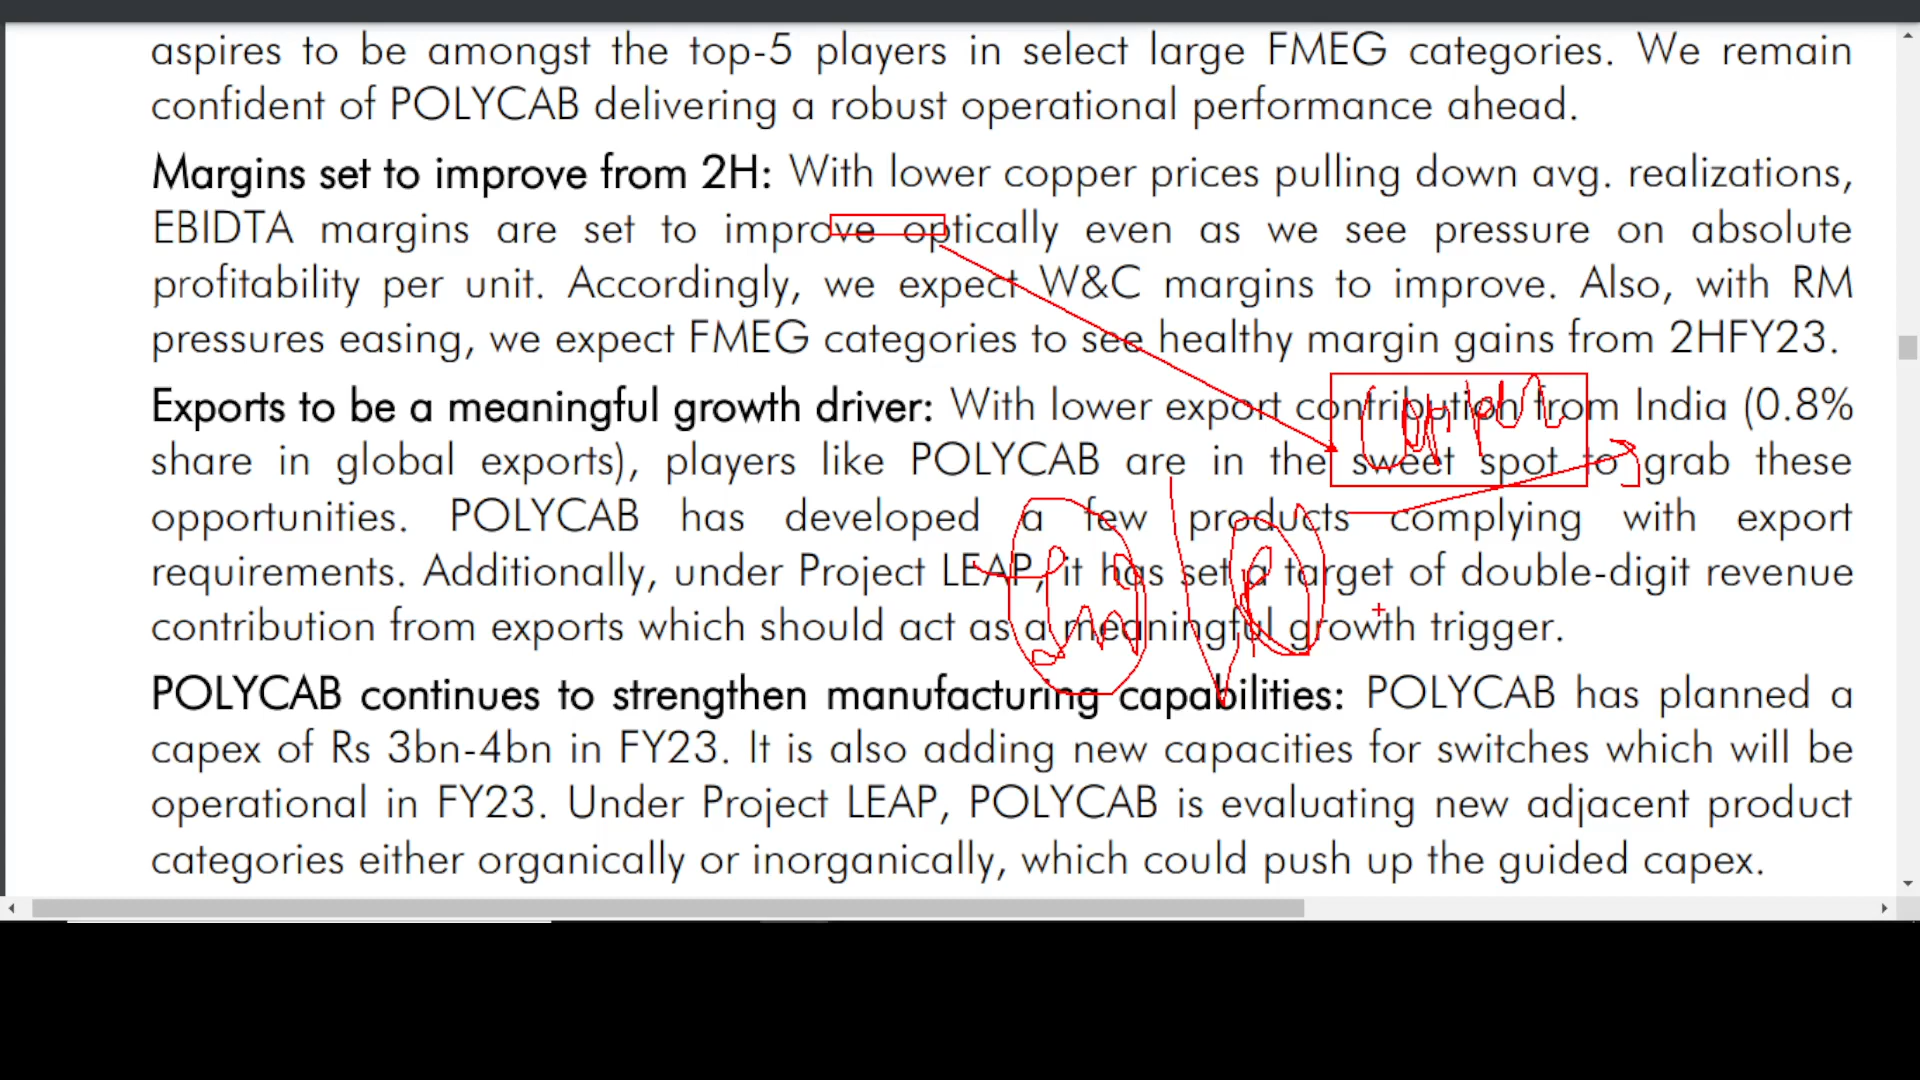 aspires to be amongst the top-5 players in select large FMEG categories. We remain
confident of POLYCAB delivering a robust operational performance ahead.
Margins set to improve from 2H: With lower copper prices pulling down avg. realizations,
EBIDTA margins are set to improve optically even as we see pressure on absolute
profitability per unit. Accordingly, we expect W&C margins to improve. Also, with RM
pressures easing, we expect FMEG categories to see healthy margin gains from 2HFY23.
Exports to be a meaningful growth driver: With lower export contribution from India (0.8%
share in global exports), players like POLYCAB are in the sweet spot to grab these
opportunities. POLYCAB has developed a few products complying with export
requirements. Additionally, under Project LEAP, it has set a target of double-digit revenue
contribution from exports which should act as a meaningful growth trigger.
POLYCAB continues to strengthen manufacturing capabilities: POLYCAB has planned a
capex of Rs 3bn-4bn in FY23. It is also adding new capacities for switches which will be
operational in FY23. Under Project LEAP, POLYCAB is evaluating new adjacent product
categories either organically or inorganically, which could push up the guided capex.